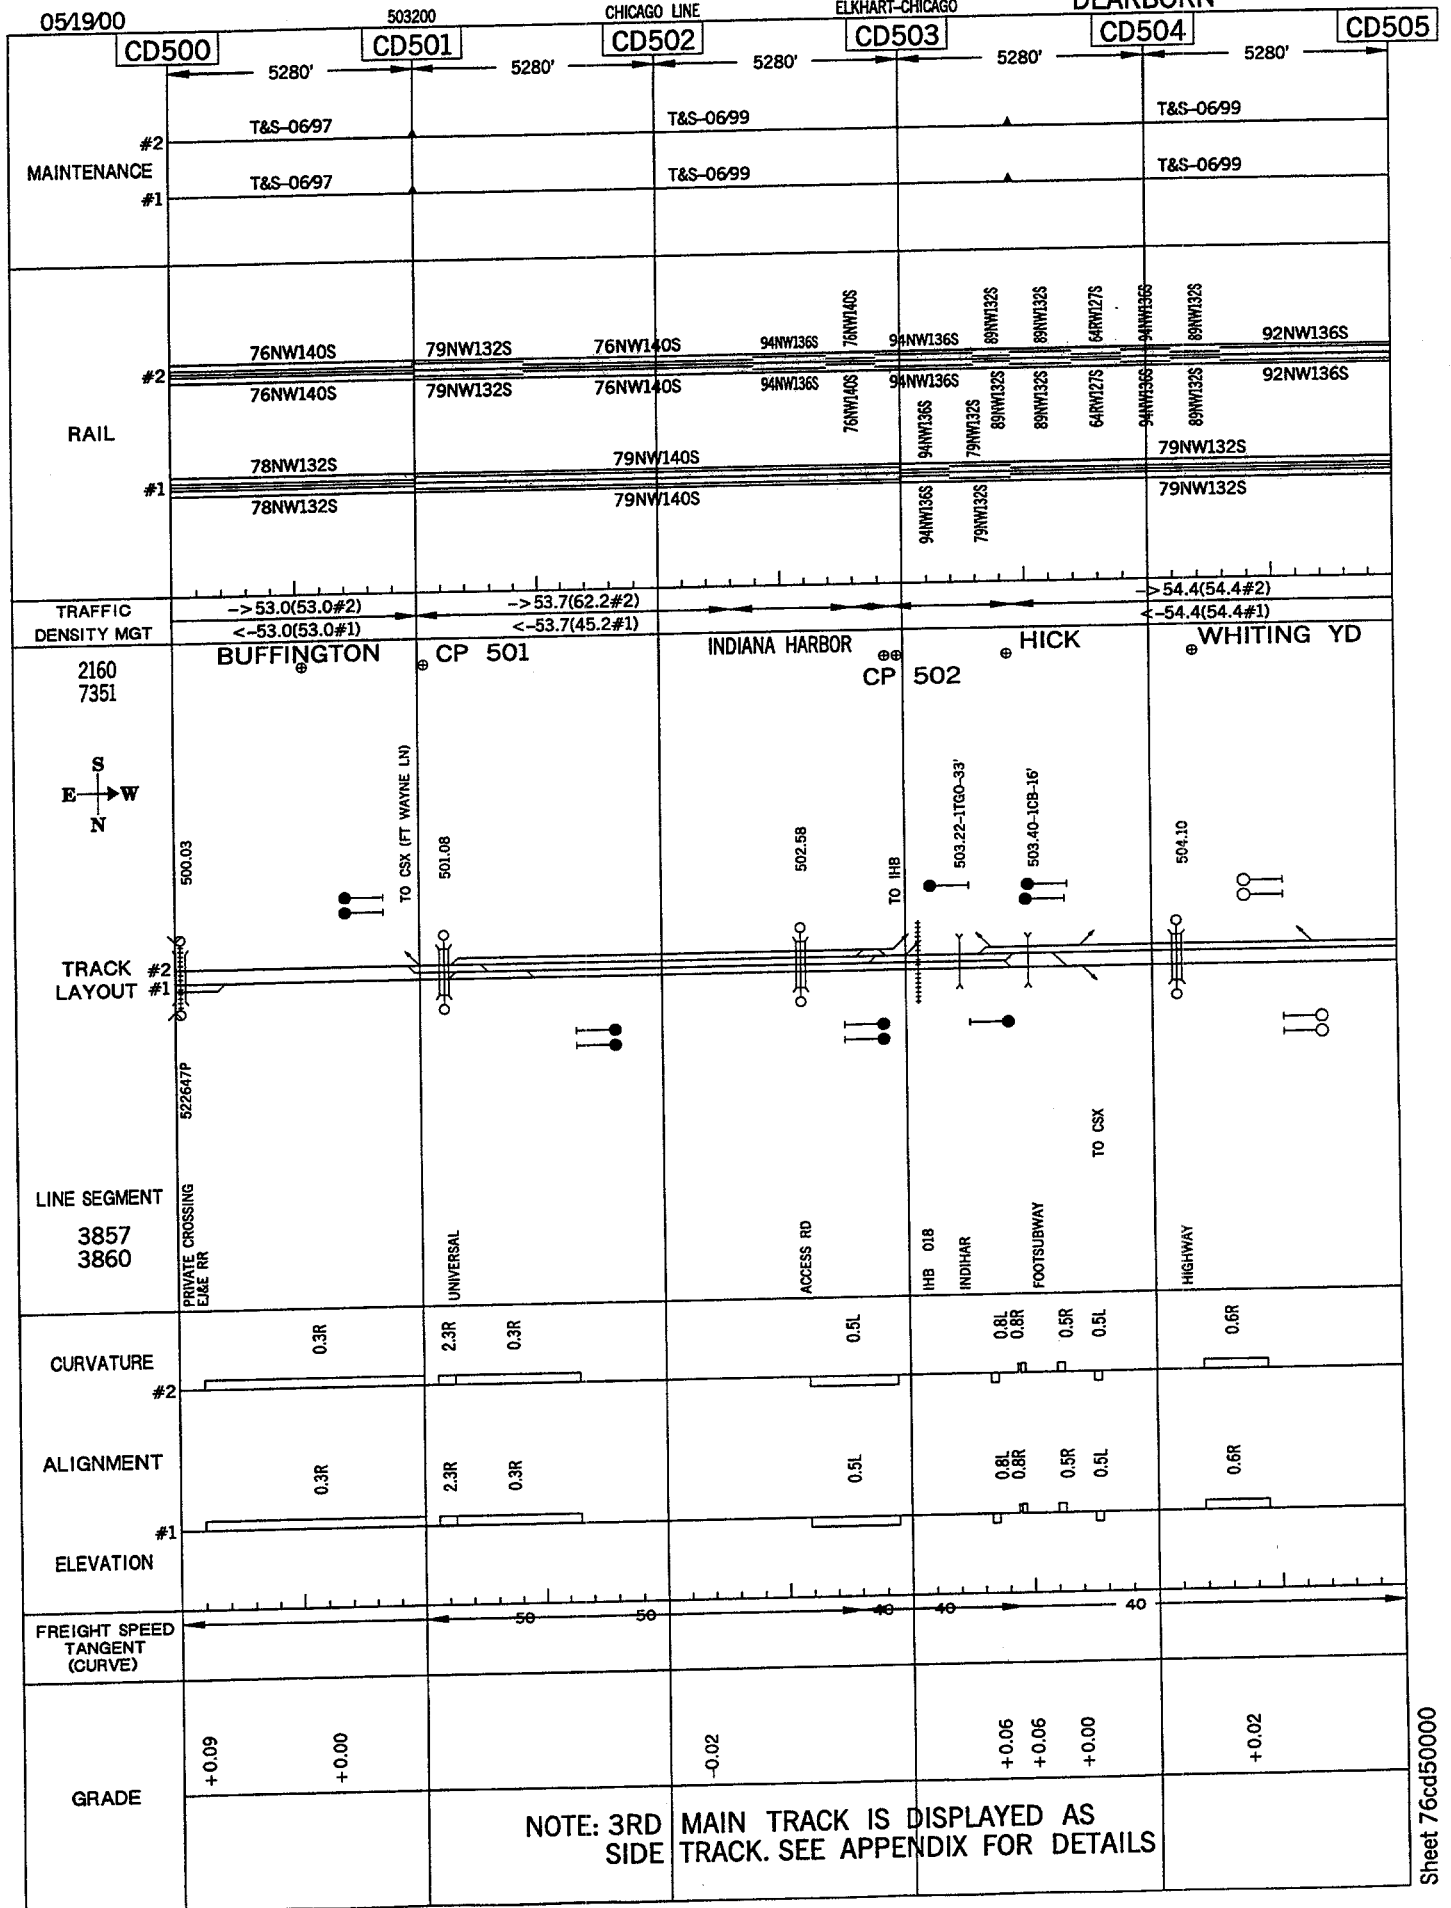 05/19/00
503200
CHICAGO LINE
ELKHART-CHICAGO
DEARBORN
CD500
CD501
CD502
CD503
CD504
CD505
5280'
5280'
5280'
5280'
5280'
MAINTENANCE
#2
T&S-06/97
T&S-06/99
T&S-06/99
#1
T&S-06/97
T&S-06/99
T&S-06/99
RAIL
#2
76NW140S
79NW132S
76NW140S
94NW136S
76NW140S
94NW136S
89NW132S
89NW132S
64RW127S
94NW136S
89NW132S
92NW136S
76NW140S
79NW132S
76NW140S
94NW136S
76NW140S
94NW136S
89NW132S
89NW132S
64RW127S
94NW136S
89NW132S
92NW136S
#1
78NW132S
79NW140S
94NW136S
79NW132S
79NW132S
78NW132S
79NW140S
94NW136S
79NW132S
79NW132S
TRAFFIC
DENSITY MGT
->53.0(53.0#2)
->53.7(62.2#2)
->54.4(54.4#2)
<-53.0(53.0#1)
<-53.7(45.2#1)
<-54.4(54.4#1)
2160
7351
BUFFINGTON
CP 501
INDIANA HARBOR
CP 502
HICK
WHITING YD
S
E
W
N
500.03
TO CSX (FT WAYNE LN)
501.08
502.58
TO IHB
503.22-1TGO-33'
503.40-1CB-16'
504.10
TRACK
LAYOUT
#2
#1
522647P
TO CSX
LINE SEGMENT
3857
3860
PRIVATE CROSSING
EJ&E RR
UNIVERSAL
ACCESS RD
IHB 018
INDIHAR
FOOTSUBWAY
HIGHWAY
CURVATURE
#2
0.3R
2.3R
0.3R
0.5L
0.8L
0.8R
0.5R
0.5L
0.6R
ALIGNMENT
#1
0.3R
2.3R
0.3R
0.5L
0.8L
0.8R
0.5R
0.5L
0.6R
ELEVATION
FREIGHT SPEED
TANGENT
(CURVE)
50
50
40
40
40
GRADE
+0.09
+0.00
-0.02
+0.06
+0.06
+0.00
+0.02
NOTE: 3RD MAIN TRACK IS DISPLAYED AS
SIDE TRACK. SEE APPENDIX FOR DETAILS
Sheet 76cd50000